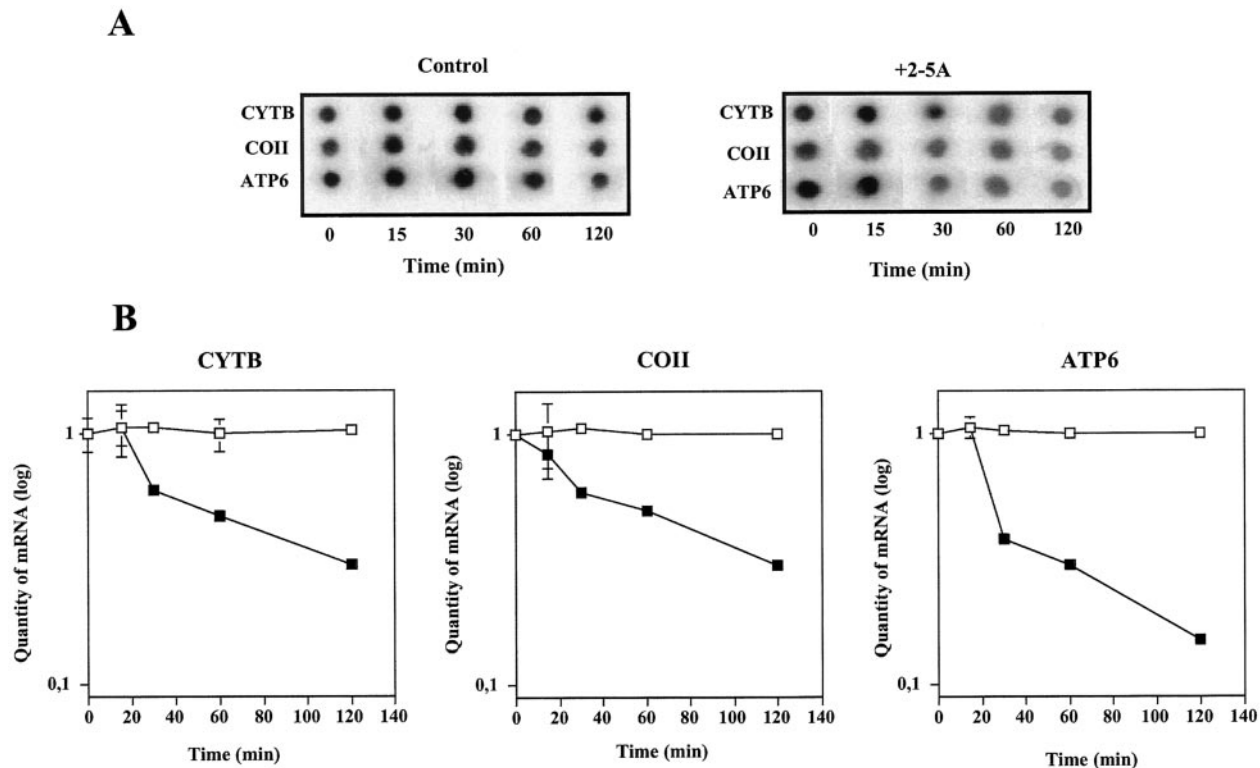 A
Control
CYTB
COII
ATP6
0 15 30 60 120
Time (min)
+2-5A
CYTB
COII
ATP6
0 15 30 60 120
Time (min)
B
CYTB
Quantity of mRNA (log)
1
0,1
0 20 40 60 80 100 120 140
Time (min)
COII
Quantity of mRNA (log)
1
0,1
0 20 40 60 80 100 120 140
Time (min)
ATP6
Quantity of mRNA (log)
1
0,1
0 20 40 60 80 100 120 140
Time (min)